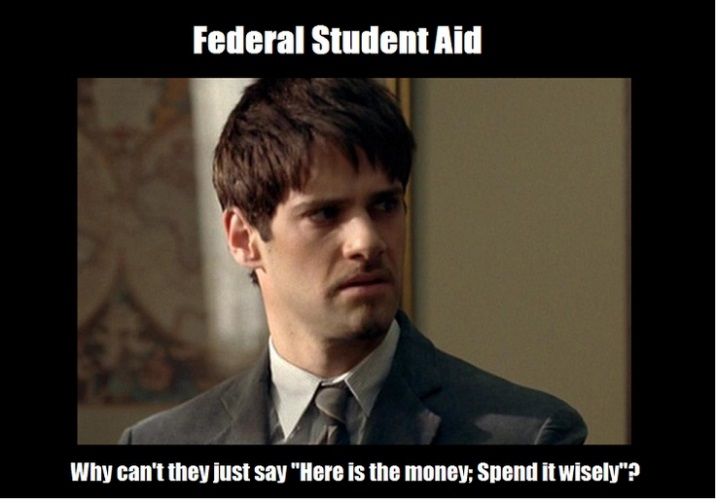 Federal Student Aid
Why can't they just say "Here is the money; Spend it wisely"?